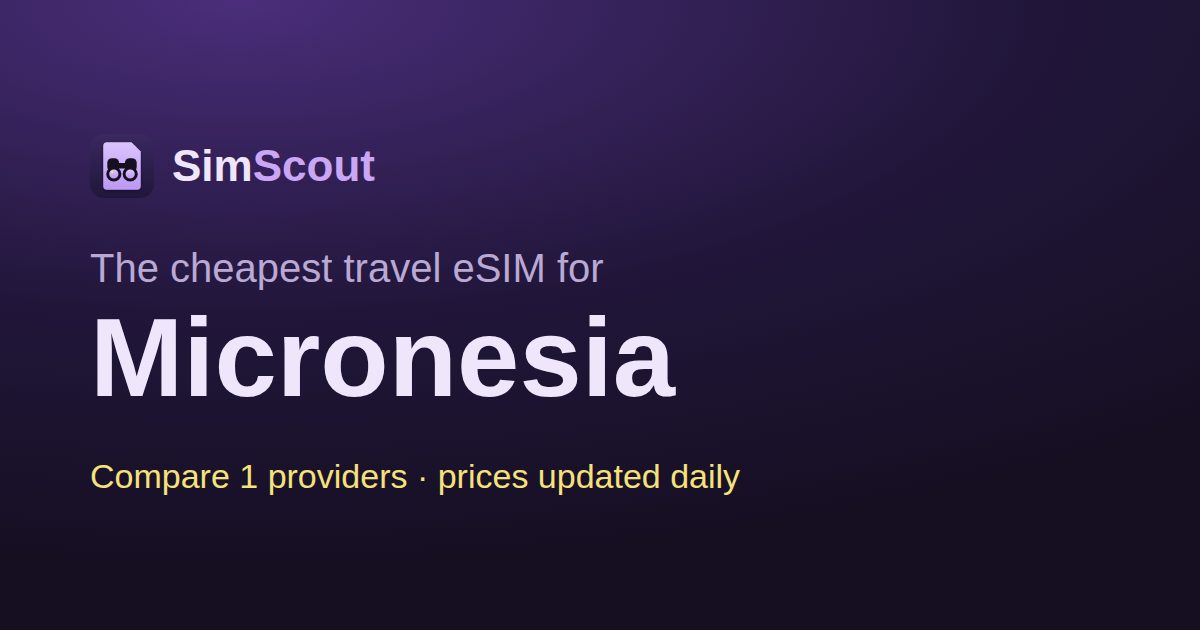 SimScout
The cheapest travel eSIM for
Micronesia
Compare 1 providers · prices updated daily